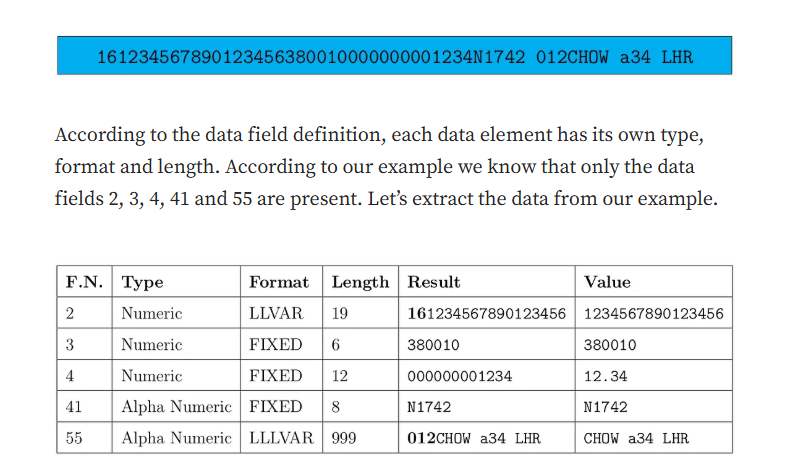 161234567890123456380010000000001234N1742 012CHOW a34 LHR
According to the data field definition, each data element has its own type,
format and length. According to our example we know that only the data
fields 2, 3, 4, 41 and 55 are present. Let’s extract the data from our example.
F.N. Type Format Length Result Value
2 Numeric LLVAR 19 161234567890123456 1234567890123456
3 Numeric FIXED 6 380010 380010
4 Numeric FIXED 12 000000001234 12.34
41 Alpha Numeric FIXED 8 N1742 N1742
55 Alpha Numeric LLLVAR 999 012CHOW a34 LHR CHOW a34 LHR